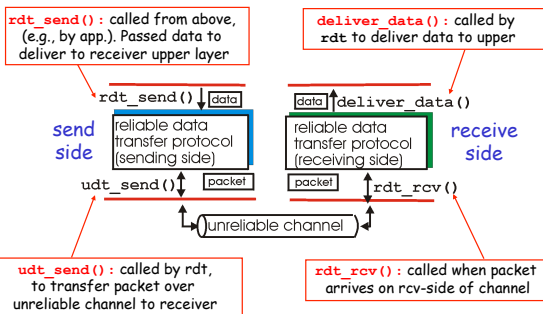 rdt_send(): called from above,
(e.g., by app.). Passed data to
deliver to receiver upper layer
deliver_data(): called by
rdt to deliver data to upper
rdt_send()
data
data
deliver_data()
send
side
reliable data
transfer protocol
(sending side)
reliable data
transfer protocol
(receiving side)
receive
side
udt_send()
packet
packet
rdt_rcv()
unreliable channel
udt_send(): called by rdt,
to transfer packet over
unreliable channel to receiver
rdt_rcv(): called when packet
arrives on rcv-side of channel